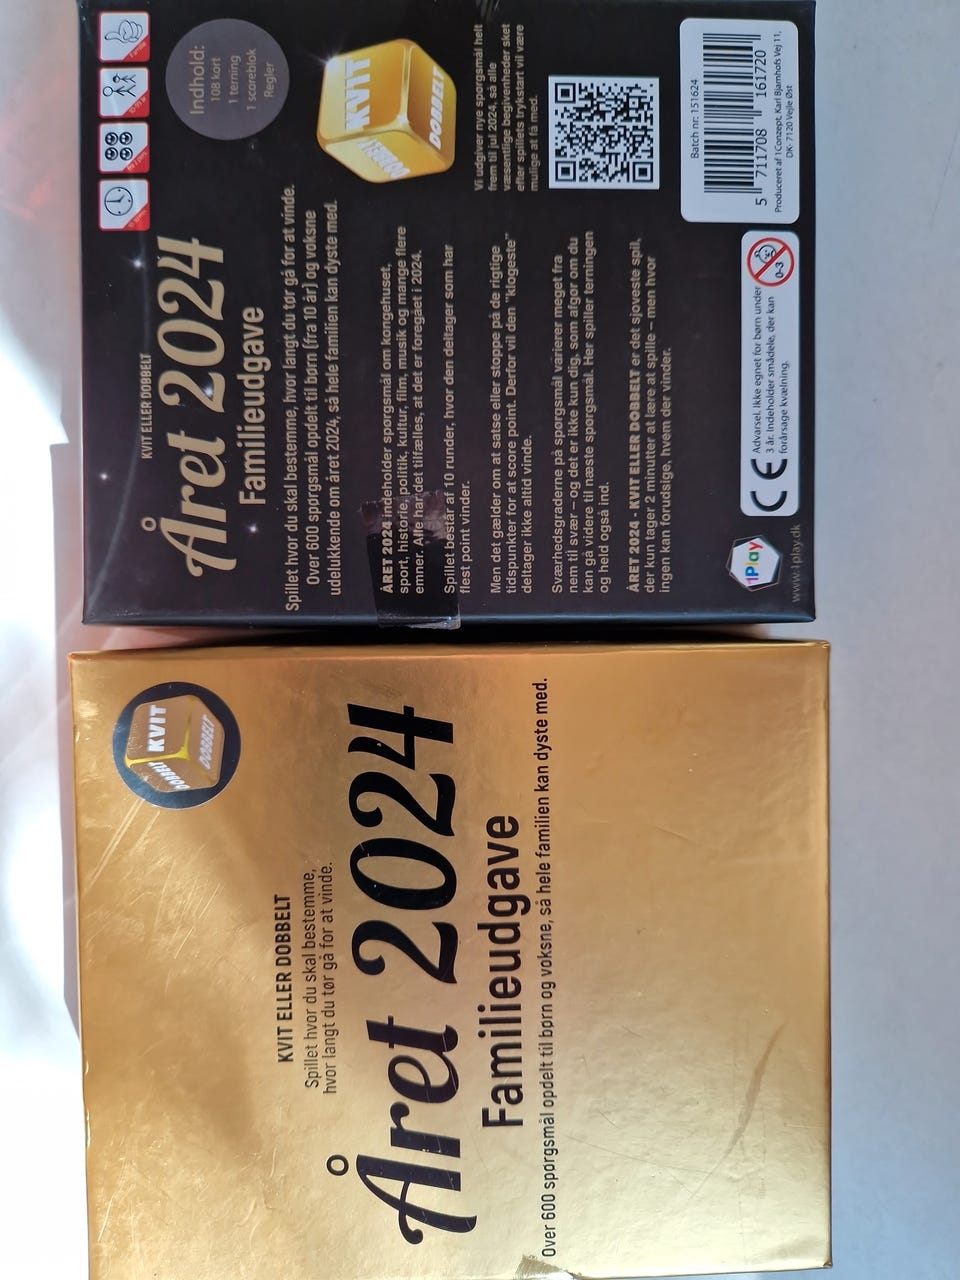 KVIT
DOBBELT
DOBBELT
KVIT ELLER DOBBELT
Spillet hvor du skal bestemme,
hvor langt du tør gå for at vinde.
Året 2024
Familieudgave
Over 600 spørgsmål opdelt til børn og voksne, så hele familien kan dyste med.
KVIT ELLER DOBBELT
Året 2024
Familieudgave
Spillet hvor du skal bestemme, hvor langt du tør gå for at vinde.
Over 600 spørgsmål opdelt til børn (fra 10 år) og voksne
udelukkende om året 2024, så hele familien kan dyste med.
Indhold:
108 kort
1 terning
1 scoreblok
Regler
KVIT
DOBBELT
DOBBELT
ÅRET 2024 indeholder spørgsmål om kongehuset,
sport, historie, politik, kultur, film, musik og mange flere
emner. Alle har det tilfælles, at det er foregået i 2024.
Spillet består af 10 runder, hvor den deltager som har
flest point vinder.
Men det gælder om at satse eller stoppe på de rigtige
tidspunkter for at score point. Derfor vil den "klogeste"
deltager ikke altid vinde.
Sværhedsgraderne på spørgsmål varierer meget fra
nem til svær – og det er ikke kun dig, som afgør om du
kan gå videre til næste spørgsmål. Her spiller terningen
og held også ind.
ÅRET 2024 - KVIT ELLER DOBBELT er det sjoveste spil,
der kun tager 2 minutter at lære at spille – men hvor
ingen kan forudsige, hvem der vinder.
Vi udgiver nye spørgsmål helt
frem til jul 2024, så alle
væsentlige begivenheder sket
efter spillets trykstart vil være
mulige at få med.
1Play
www.1play.dk
CE
Advarsel. Ikke egnet for børn under
3 år. Indeholder smådele, der kan
forårsage kvælning.
0-3
Batch nr: 151624
5 711708 161720
Produceret af 1Conzept, Karl Bjarnhofs Vej 11,
DK-7120 Vejle Øst